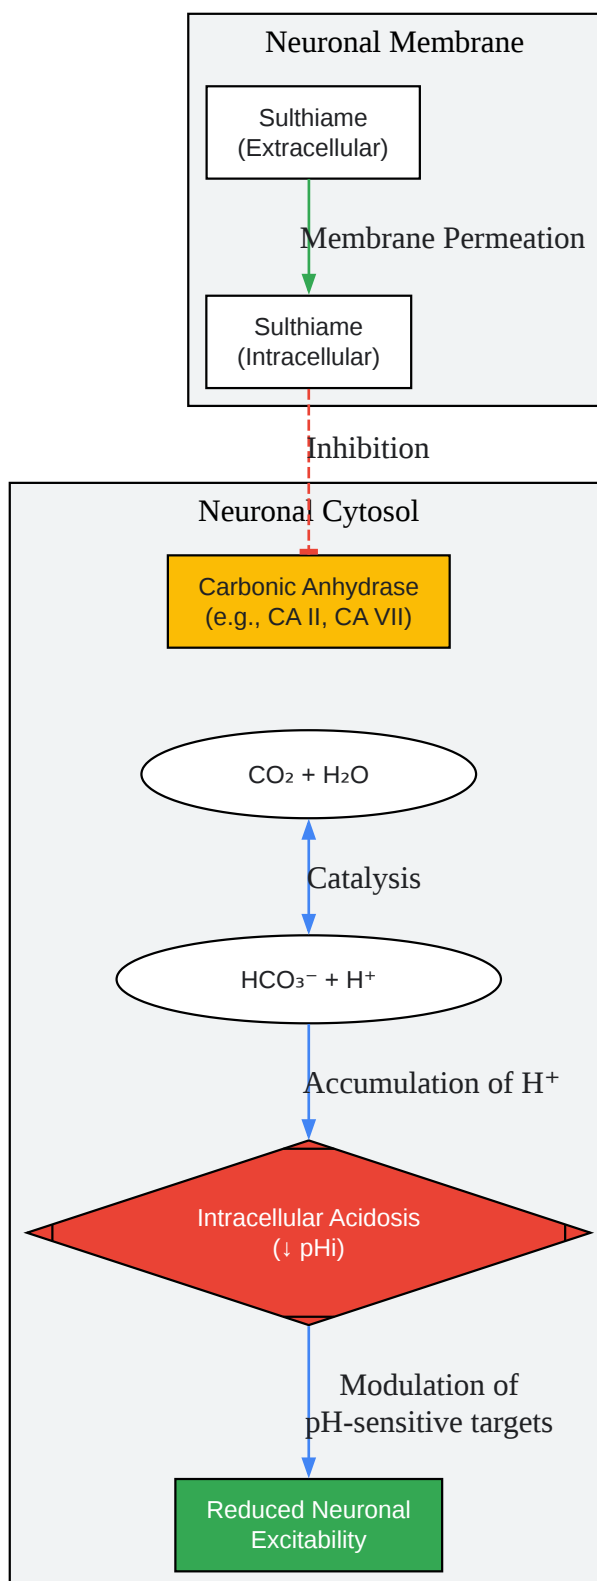 Neuronal Membrane
Sulthiame
(Extracellular)
Membrane Permeation
Sulthiame
(Intracellular)
Inhibition
Neuronal Cytosol
Carbonic Anhydrase
(e.g., CA II, CA VII)
CO₂ + H₂O
Catalysis
HCO₃⁻ + H⁺
Accumulation of H⁺
Intracellular Acidosis
(↓ pHi)
Modulation of
pH-sensitive targets
Reduced Neuronal
Excitability